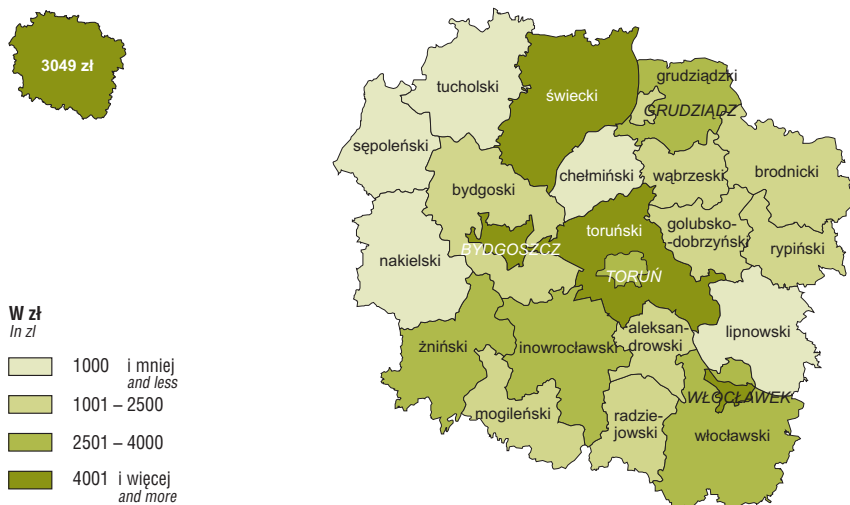 3049 zł
tucholski
świecki
grudziądzki
GRUDZIĄDZ
sępoleński
bydgoski
chełmiński
wąbrzeski
brodnicki
nakielski
BYDGOSZCZ
toruński
TORUŃ
golubsko-
-dobrzyński
rypiński
żniński
inowrocławski
aleksan-
drowski
lipnowski
mogileński
radzie-
jowski
WŁOCŁAWEK
włocławski
W zł
In zl
1000 i mniej
and less
1001 – 2500
2501 – 4000
4001 i więcej
and more